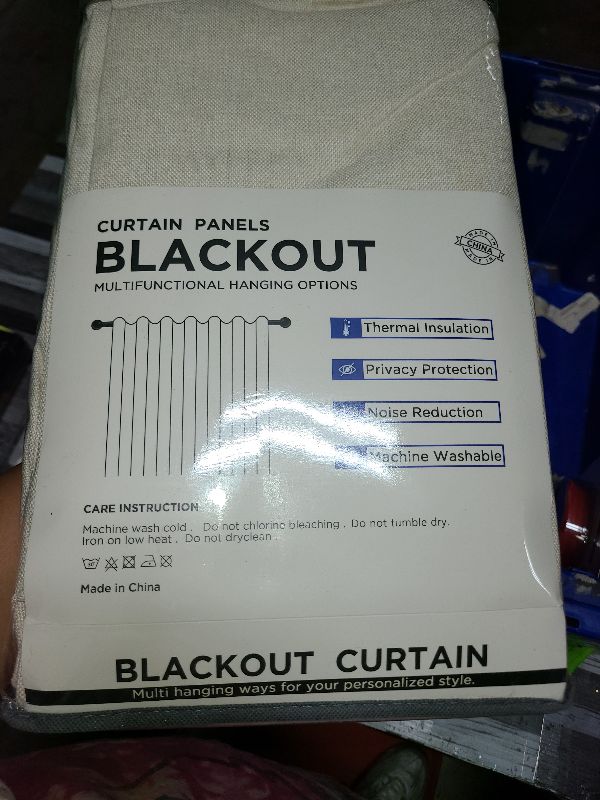 CURTAIN PANELS
BLACKOUT
MULTIFUNCTIONAL HANGING OPTIONS
MADE IN
CHINA
MADE IN
Thermal Insulation
Privacy Protection
Noise Reduction
Machine Washable
CARE INSTRUCTION
Machine wash cold . Do not chlorine bleaching . Do not tumble dry.
Iron on low heat . Do not dryclean .
Made in China
BLACKOUT CURTAIN
Multi hanging ways for your personalized style.